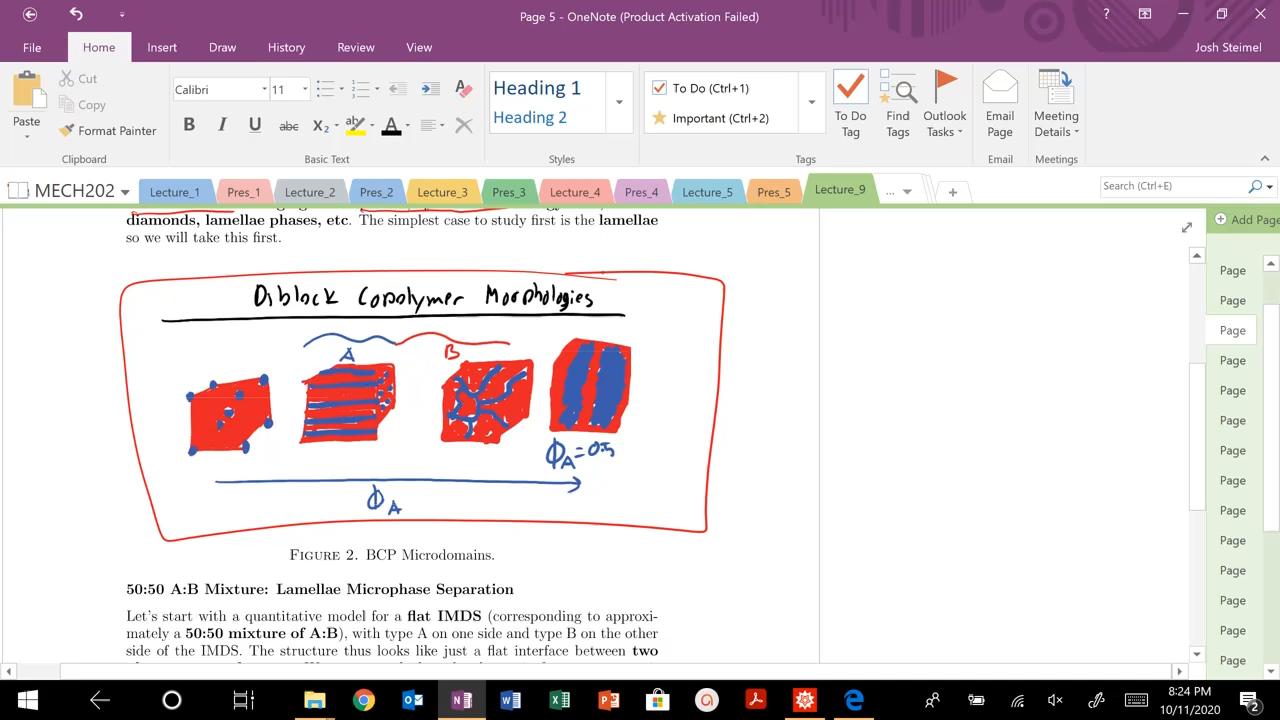 Page 5 - OneNote (Product Activation Failed)
?
File
Home
Insert
Draw
History
Review
View
Josh Steimel
Paste
Cut
Copy
Format Painter
Clipboard
Calibri
11
B I U abc X₂ A
Basic Text
Heading 1
Heading 2
Styles
To Do (Ctrl+1)
Important (Ctrl+2)
To Do
Tag
Find
Tags
Outlook
Tasks
Tags
Email
Page
Email
Meeting
Details
Meetings
MECH202
Lecture_1
Pres_1
Lecture_2
Pres_2
Lecture_3
Pres_3
Lecture_4
Pres_4
Lecture_5
Pres_5
Lecture_9
...
Search (Ctrl+E)
Add Page
Page
Page
Page
Page
Page
Page
Page
Page
Page
Page
Page
Page
Page
Page
diamonds, lamellae phases, etc. The simplest case to study first is the lamellae
so we will take this first.
Diblock Copolymer Morphologies
A
B
ϕA=0.5
ϕA
Figure 2. BCP Microdomains.
50:50 A:B Mixture: Lamellae Microphase Separation
Let's start with a quantitative model for a flat IMDS (corresponding to approxi-
mately a 50:50 mixture of A:B), with type A on one side and type B on the other
side of the IMDS. The structure thus looks like just a flat interface between two
8:24 PM
10/11/2020
2